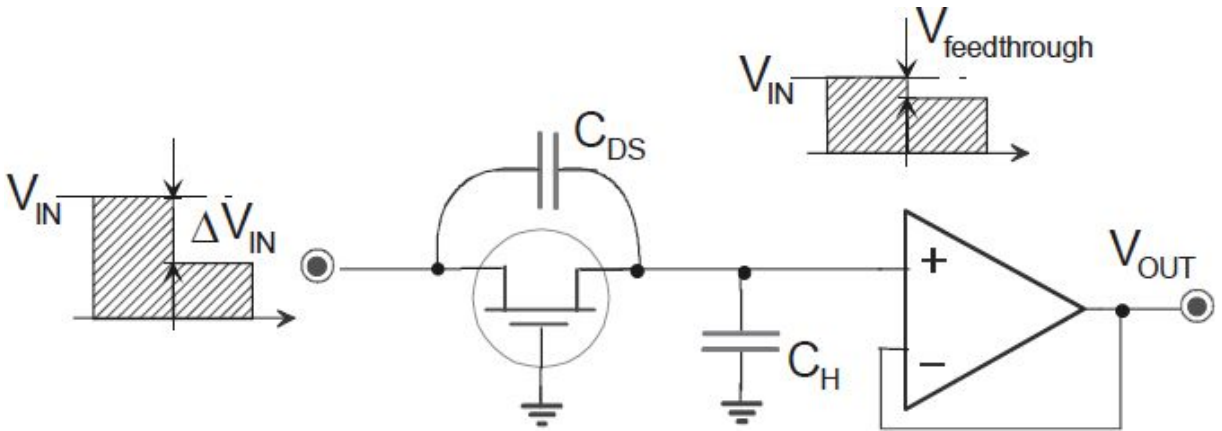 V_feedthrough
V_IN
C_DS
V_IN
ΔV_IN
V_OUT
+
−
C_H